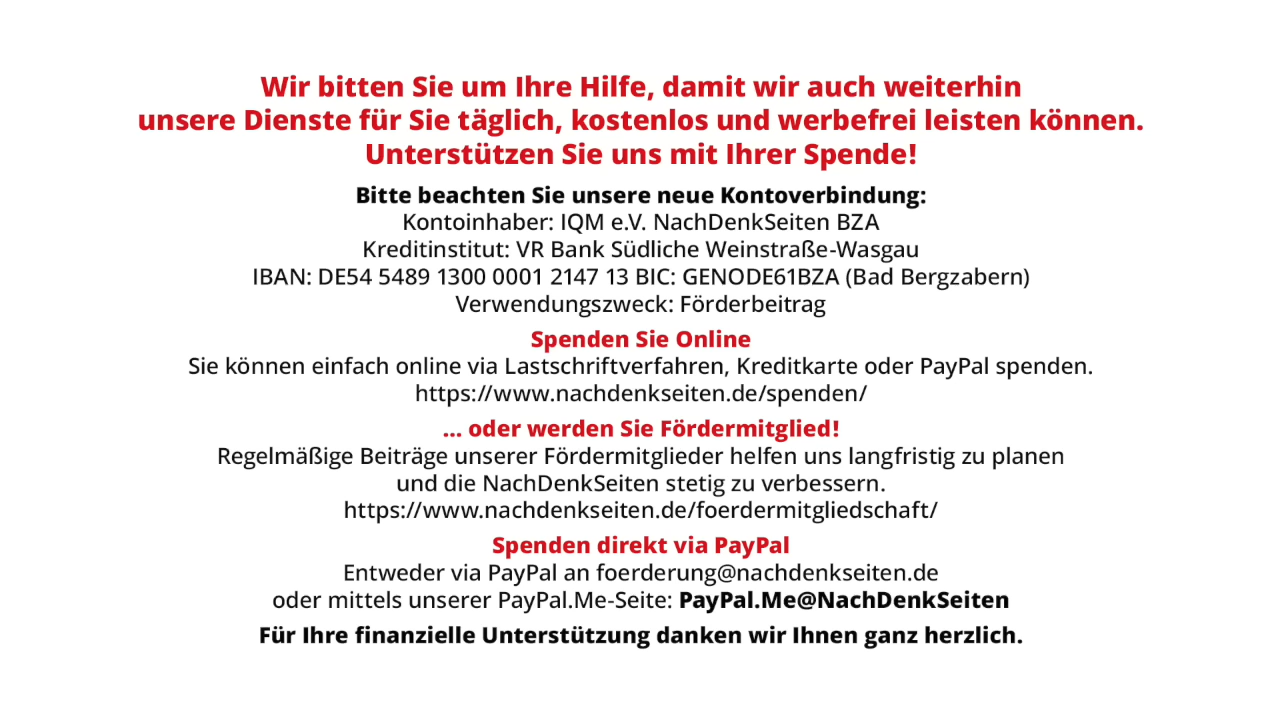 Wir bitten Sie um Ihre Hilfe, damit wir auch weiterhin
unsere Dienste für Sie täglich, kostenlos und werbefrei leisten können.
Unterstützen Sie uns mit Ihrer Spende!
Bitte beachten Sie unsere neue Kontoverbindung:
Kontoinhaber: IQM e.V. NachDenkSeiten BZA
Kreditinstitut: VR Bank Südliche Weinstraße-Wasgau
IBAN: DE54 5489 1300 0001 2147 13 BIC: GENODE61BZA (Bad Bergzabern)
Verwendungszweck: Förderbeitrag
Spenden Sie Online
Sie können einfach online via Lastschriftverfahren, Kreditkarte oder PayPal spenden.
https://www.nachdenkseiten.de/spenden/
... oder werden Sie Fördermitglied!
Regelmäßige Beiträge unserer Fördermitglieder helfen uns langfristig zu planen
und die NachDenkSeiten stetig zu verbessern.
https://www.nachdenkseiten.de/foerdermitgliedschaft/
Spenden direkt via PayPal
Entweder via PayPal an foerderung@nachdenkseiten.de
oder mittels unserer PayPal.Me-Seite: PayPal.Me@NachDenkSeiten
Für Ihre finanzielle Unterstützung danken wir Ihnen ganz herzlich.